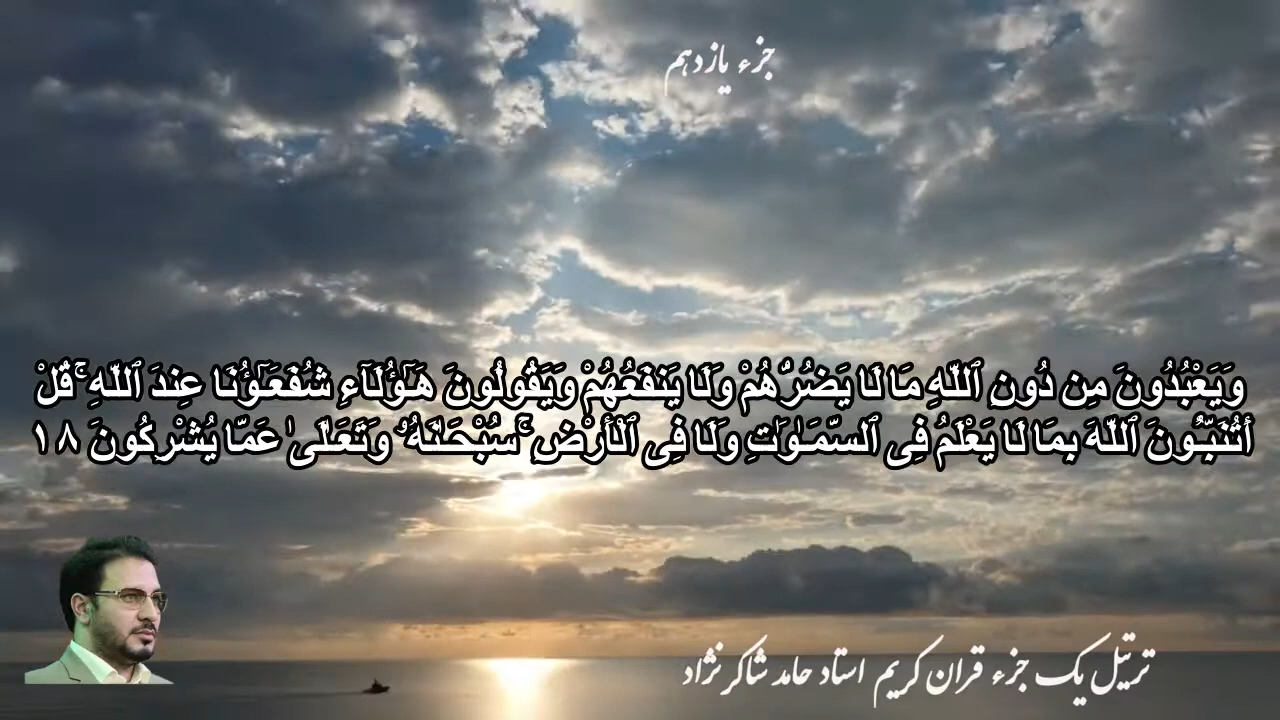 جزء یازدهم
وَيَعْبُدُونَ مِن دُونِ ٱللَّهِ مَا لَا يَضُرُّهُمْ وَلَا يَنفَعُهُمْ وَيَقُولُونَ هَـٰٓؤُلَآءِ شُفَعَـٰٓؤُنَا عِندَ ٱللَّهِ ۚ قُلْ
أَتُنَبِّـُٔونَ ٱللَّهَ بِمَا لَا يَعْلَمُ فِى ٱلسَّمَـٰوَٰتِ وَلَا فِى ٱلْأَرْضِ ۚ سُبْحَـٰنَهُۥ وَتَعَـٰلَىٰ عَمَّا يُشْرِكُونَ ١٨
ترتیل یک جزء قران کریم استاد حامد شاکرنژاد